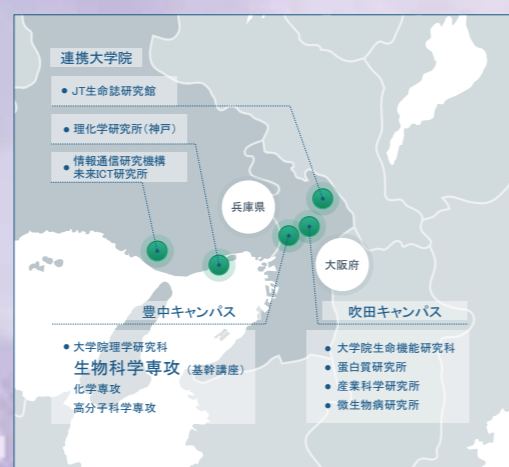 連携大学院
● JT生命誌研究館
● 理化学研究所（神戸）
● 情報通信研究機構
未来ICT研究所
兵庫県
大阪府
豊中キャンパス
● 大学院理学研究科
生物科学専攻（基幹講座）
化学専攻
高分子科学専攻
吹田キャンパス
● 大学院生命機能研究科
● 蛋白質研究所
● 産業科学研究所
● 微生物病研究所